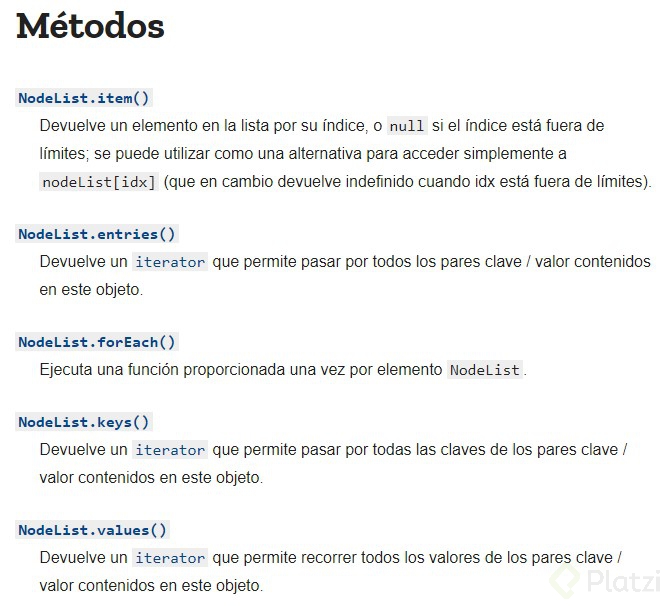 Métodos
NodeList.item()
Devuelve un elemento en la lista por su índice, o null si el índice está fuera de
límites; se puede utilizar como una alternativa para acceder simplemente a
nodeList[idx] (que en cambio devuelve indefinido cuando idx está fuera de límites).
NodeList.entries()
Devuelve un iterator que permite pasar por todos los pares clave / valor contenidos
en este objeto.
NodeList.forEach()
Ejecuta una función proporcionada una vez por elemento NodeList.
NodeList.keys()
Devuelve un iterator que permite pasar por todas las claves de los pares clave /
valor contenidos en este objeto.
NodeList.values()
Devuelve un iterator que permite recorrer todos los valores de los pares clave /
valor contenidos en este objeto.
Platzi